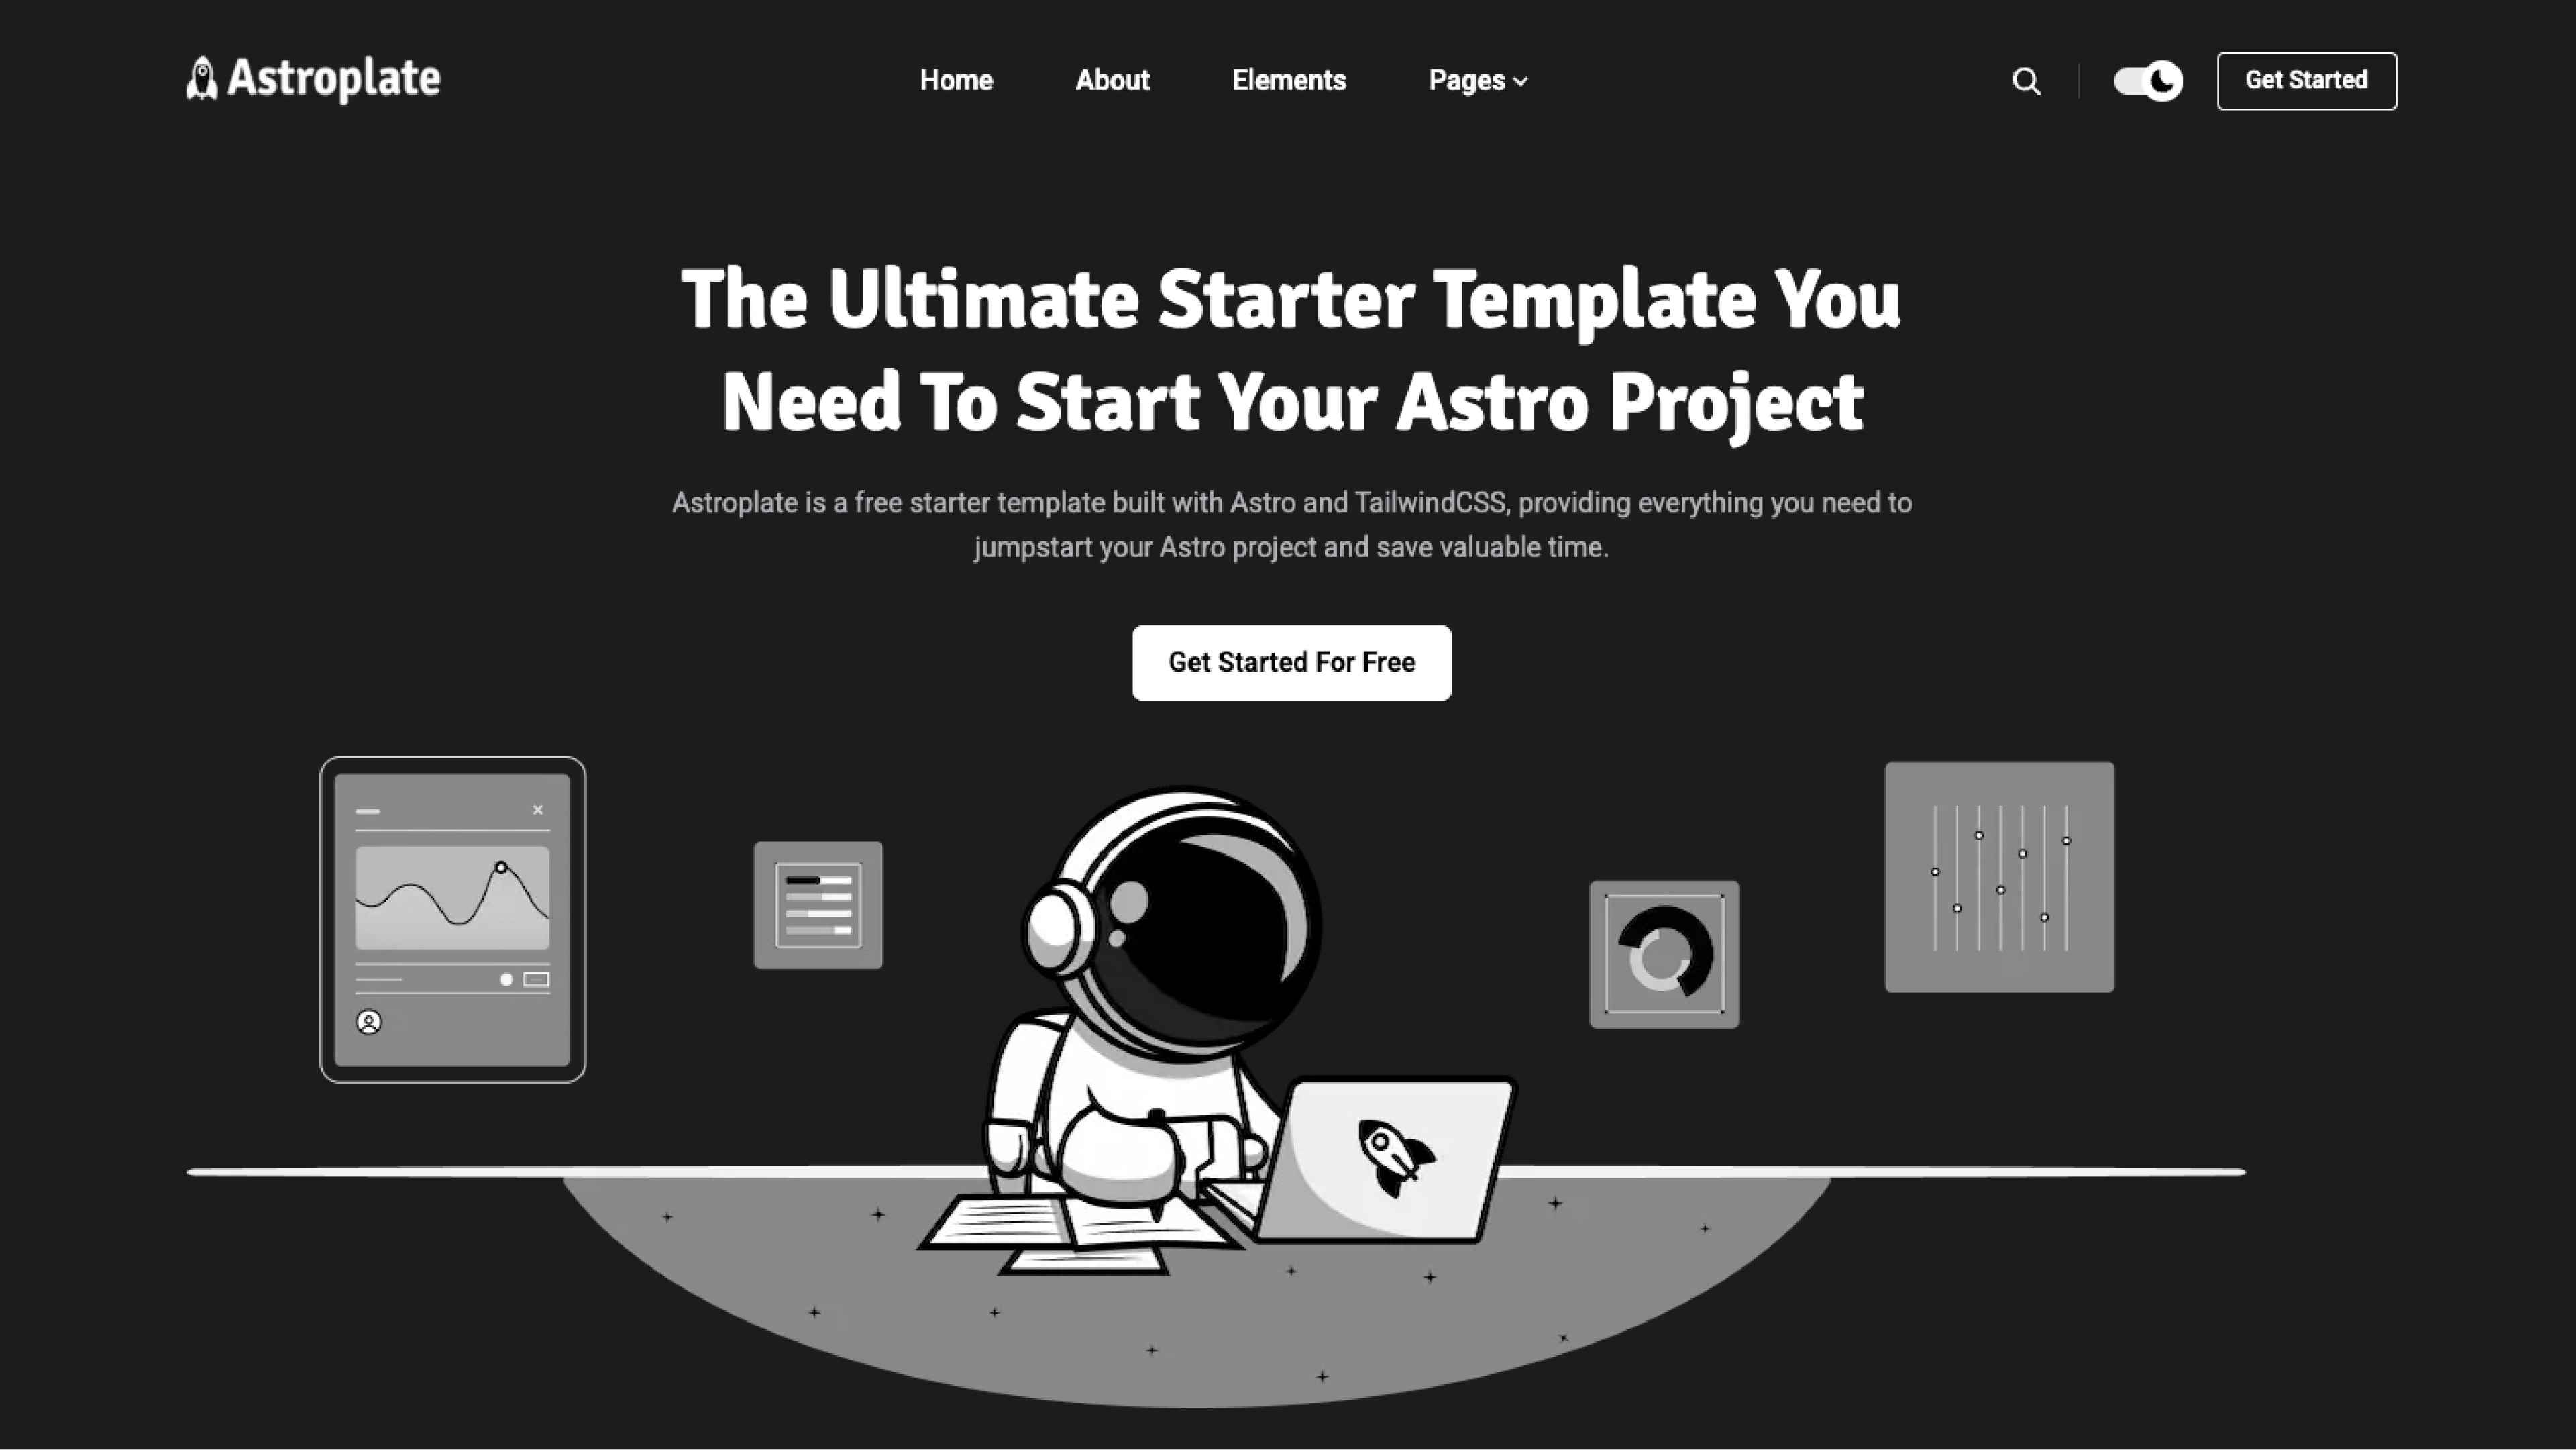 Astroplate
Home About Elements Pages
Get Started
The Ultimate Starter Template You
Need To Start Your Astro Project
Astroplate is a free starter template built with Astro and TailwindCSS, providing everything you need to
jumpstart your Astro project and save valuable time.
Get Started For Free